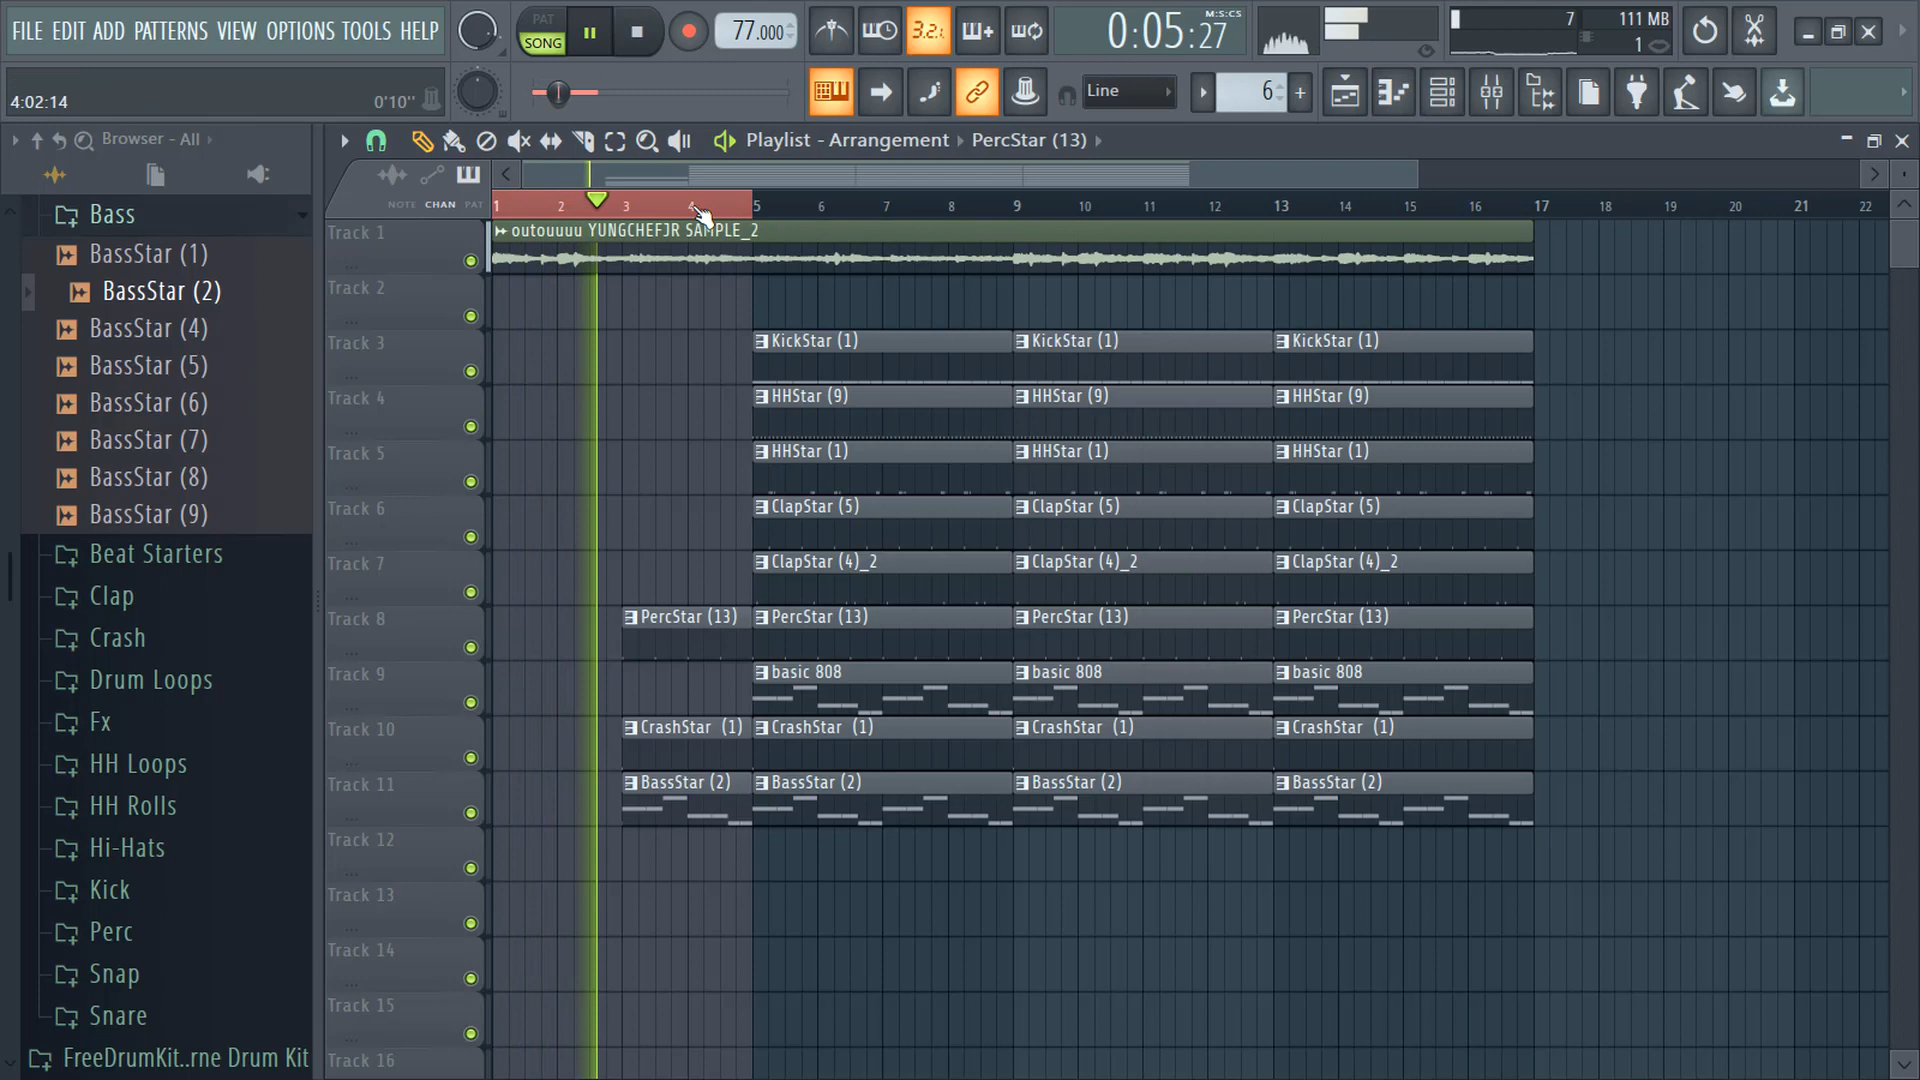 FILE EDIT ADD PATTERNS VIEW OPTIONS TOOLS HELP
PAT
SONG
77.000
3.2.
0:05:27
M:S:CS
7
111 MB
1
4:02:14
0'10"
Line
6
Browser - All
Playlist - Arrangement
PercStar (13)
NOTE CHAN PAT
1 2 3 4 5 6 7 8 9 10 11 12 13 14 15 16 17 18 19 20 21 22
Bass
BassStar (1)
BassStar (2)
BassStar (4)
BassStar (5)
BassStar (6)
BassStar (7)
BassStar (8)
BassStar (9)
Beat Starters
Clap
Crash
Drum Loops
Fx
HH Loops
HH Rolls
Hi-Hats
Kick
Perc
Snap
Snare
FreeDrumKit..rne Drum Kit
Track 1
outouuuu YUNGCHEFJR SAMPLE_2
Track 2
Track 3
KickStar (1) KickStar (1) KickStar (1)
Track 4
HHStar (9) HHStar (9) HHStar (9)
Track 5
HHStar (1) HHStar (1) HHStar (1)
Track 6
ClapStar (5) ClapStar (5) ClapStar (5)
Track 7
ClapStar (4)_2 ClapStar (4)_2 ClapStar (4)_2
Track 8
PercStar (13) PercStar (13) PercStar (13) PercStar (13)
Track 9
basic 808 basic 808 basic 808
Track 10
CrashStar (1) CrashStar (1) CrashStar (1) CrashStar (1)
Track 11
BassStar (2) BassStar (2) BassStar (2) BassStar (2)
Track 12
Track 13
Track 14
Track 15
Track 16